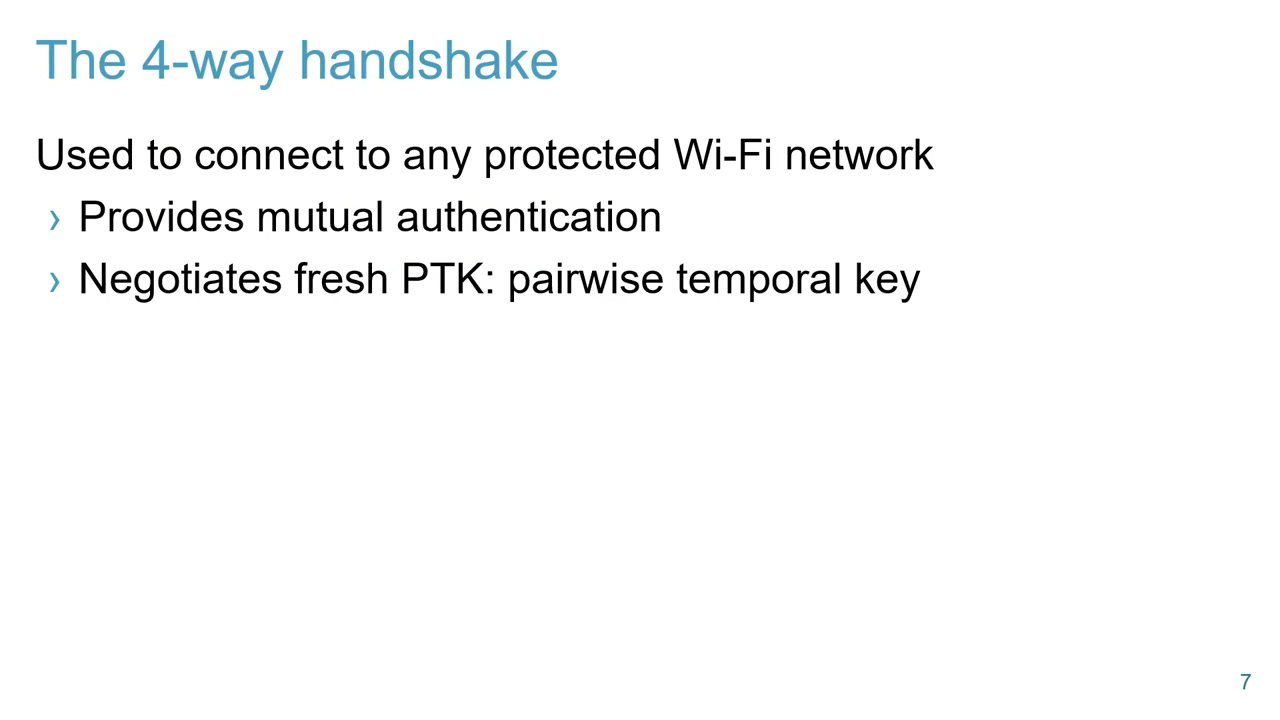 The 4-way handshake
Used to connect to any protected Wi-Fi network
› Provides mutual authentication
› Negotiates fresh PTK: pairwise temporal key
7